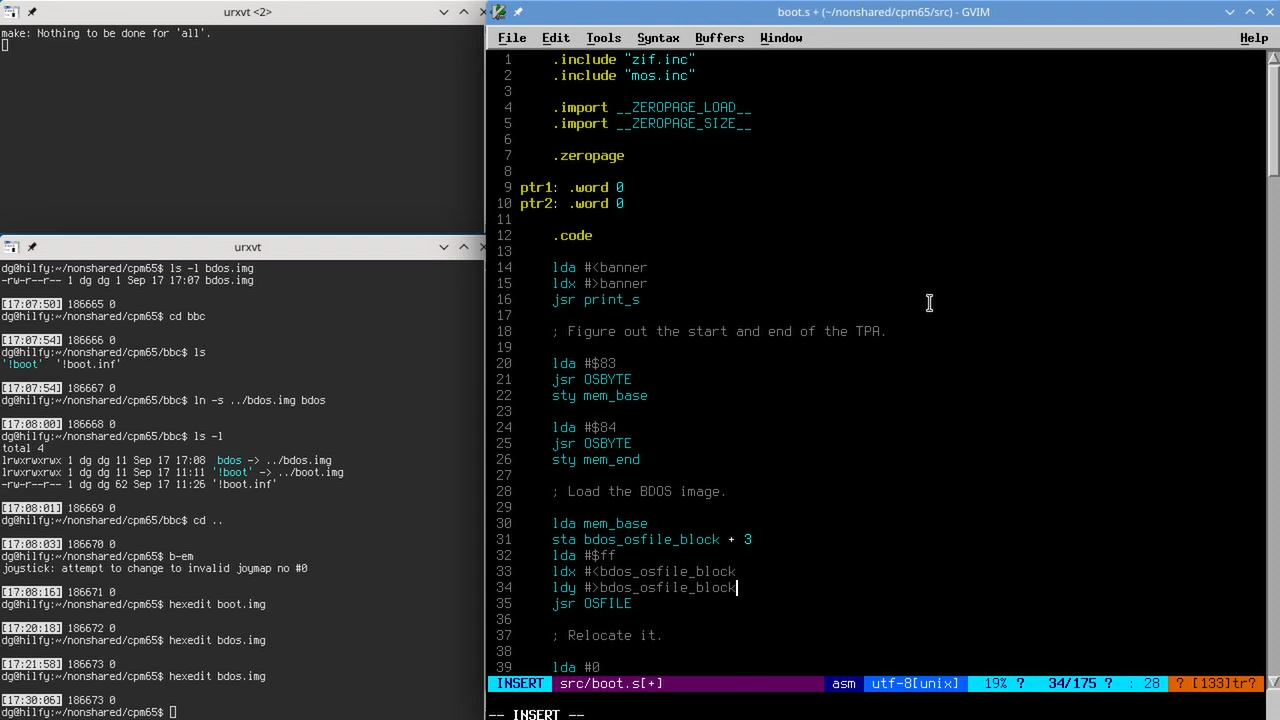 urxvt <2>
make: Nothing to be done for 'all'.
urxvt
dg@hilfy:~/nonshared/cpm65$ ls -l bdos.img
-rw-r--r-- 1 dg dg 1 Sep 17 17:07 bdos.img
[17:07:50] 186665 0
dg@hilfy:~/nonshared/cpm65$ cd bbc
[17:07:54] 186666 0
dg@hilfy:~/nonshared/cpm65/bbc$ ls
'!boot'  '!boot.inf'
[17:07:54] 186667 0
dg@hilfy:~/nonshared/cpm65/bbc$ ln -s ../bdos.img bdos
[17:08:00] 186668 0
dg@hilfy:~/nonshared/cpm65/bbc$ ls -l
total 4
lrwxrwxrwx 1 dg dg 11 Sep 17 17:08  bdos -> ../bdos.img
lrwxrwxrwx 1 dg dg 11 Sep 17 11:11 '!boot' -> ../boot.img
-rw-r--r-- 1 dg dg 62 Sep 17 11:26 '!boot.inf'
[17:08:01] 186669 0
dg@hilfy:~/nonshared/cpm65/bbc$ cd ..
[17:08:03] 186670 0
dg@hilfy:~/nonshared/cpm65$ b-em
joystick: attempt to change to invalid joymap no #0
[17:08:16] 186671 0
dg@hilfy:~/nonshared/cpm65$ hexedit boot.img
[17:20:18] 186672 0
dg@hilfy:~/nonshared/cpm65$ hexedit bdos.img
[17:21:58] 186673 0
dg@hilfy:~/nonshared/cpm65$ hexedit bdos.img
[17:30:06] 186673 0
dg@hilfy:~/nonshared/cpm65$
boot.s + (~/nonshared/cpm65/src) - GVIM
File Edit Tools Syntax Buffers Window Help
1 .include "zif.inc"
2 .include "mos.inc"
3
4 .import __ZEROPAGE_LOAD__
5 .import __ZEROPAGE_SIZE__
6
7 .zeropage
8
9 ptr1: .word 0
10 ptr2: .word 0
11
12 .code
13
14 lda #<banner
15 ldx #>banner
16 jsr print_s
17
18 ; Figure out the start and end of the TPA.
19
20 lda #$83
21 jsr OSBYTE
22 sty mem_base
23
24 lda #$84
25 jsr OSBYTE
26 sty mem_end
27
28 ; Load the BDOS image.
29
30 lda mem_base
31 sta bdos_osfile_block + 3
32 lda #$ff
33 ldx #<bdos_osfile_block
34 ldy #>bdos_osfile_block
35 jsr OSFILE
36
37 ; Relocate it.
38
39 lda #0
INSERT src/boot.s[+] asm utf-8[unix] 19% ? 34/175 ? : 28 ? [133]tr?
-- INSERT --